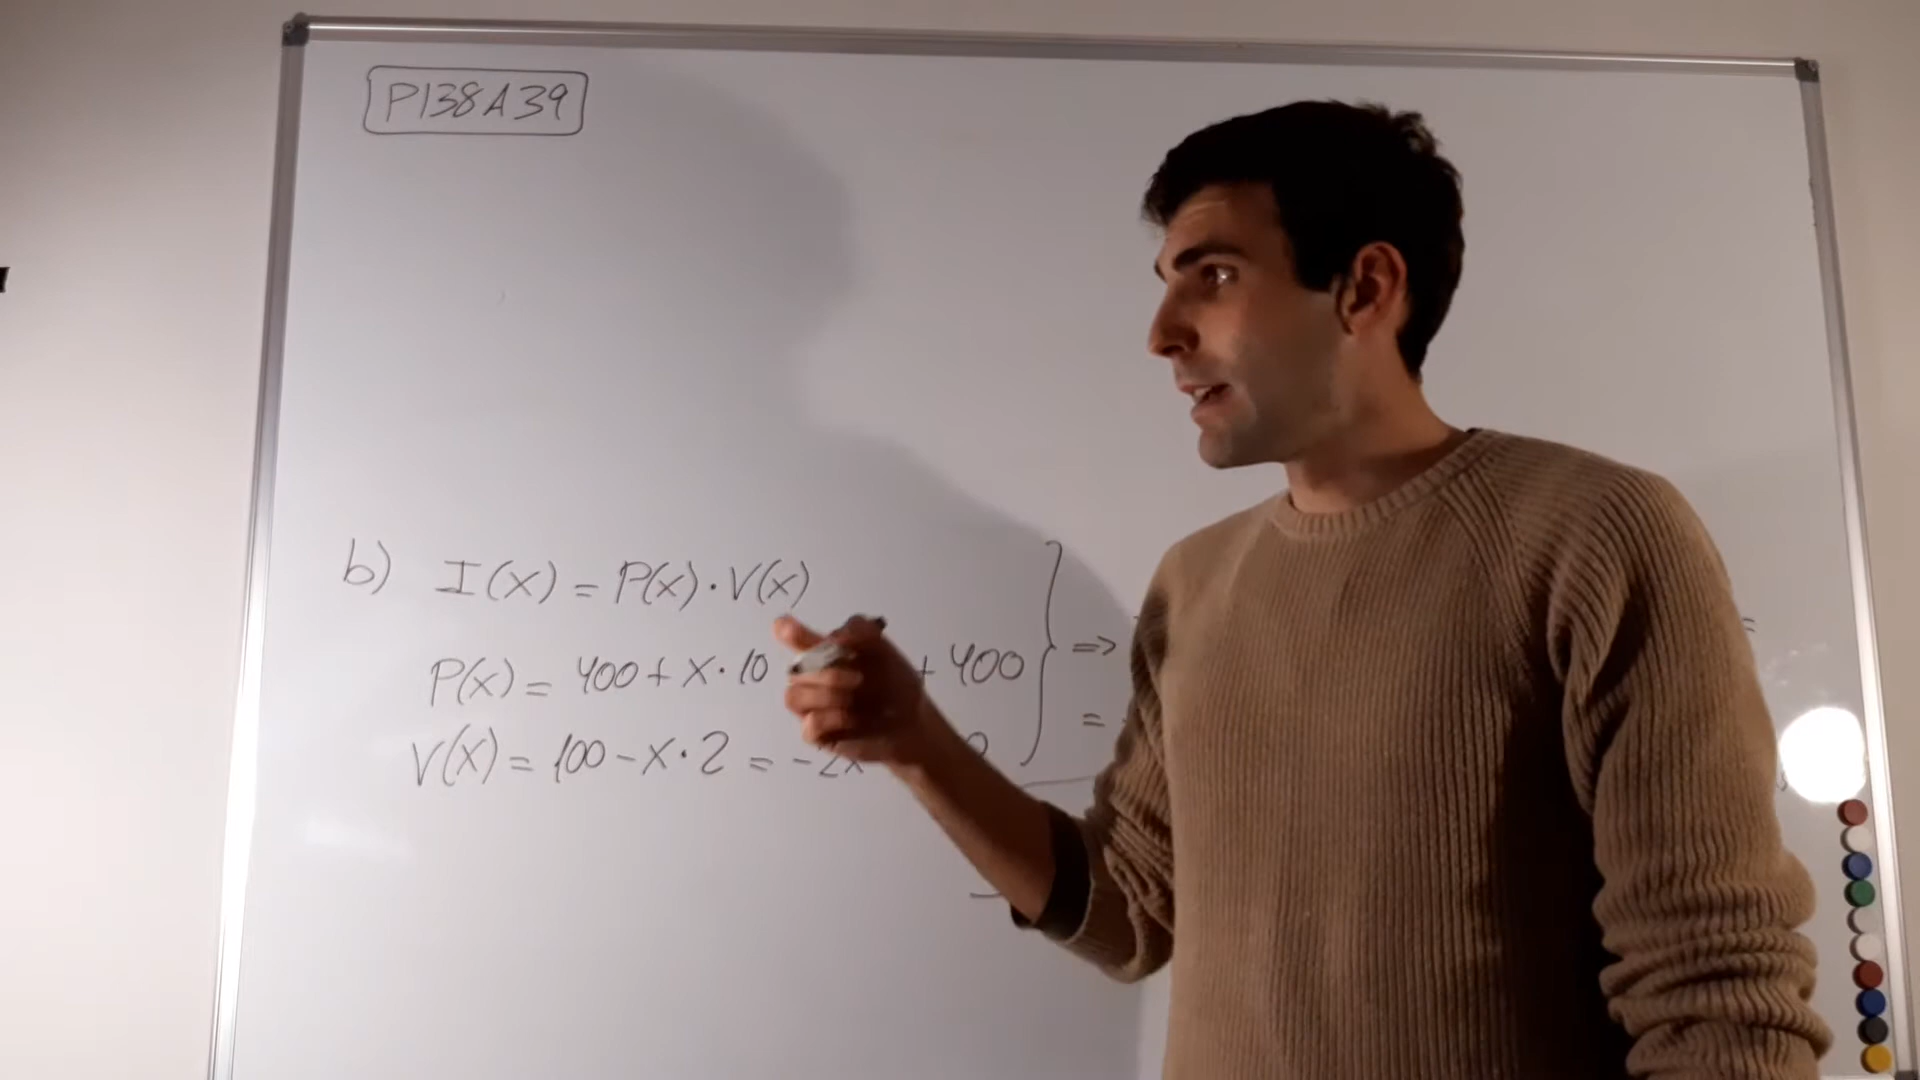 P138A39
b) I(x) = P(x) · V(x)
P(x) = 400 + x · 10 + 400 =>
V(x) = 100 - x · 2 = -2x =